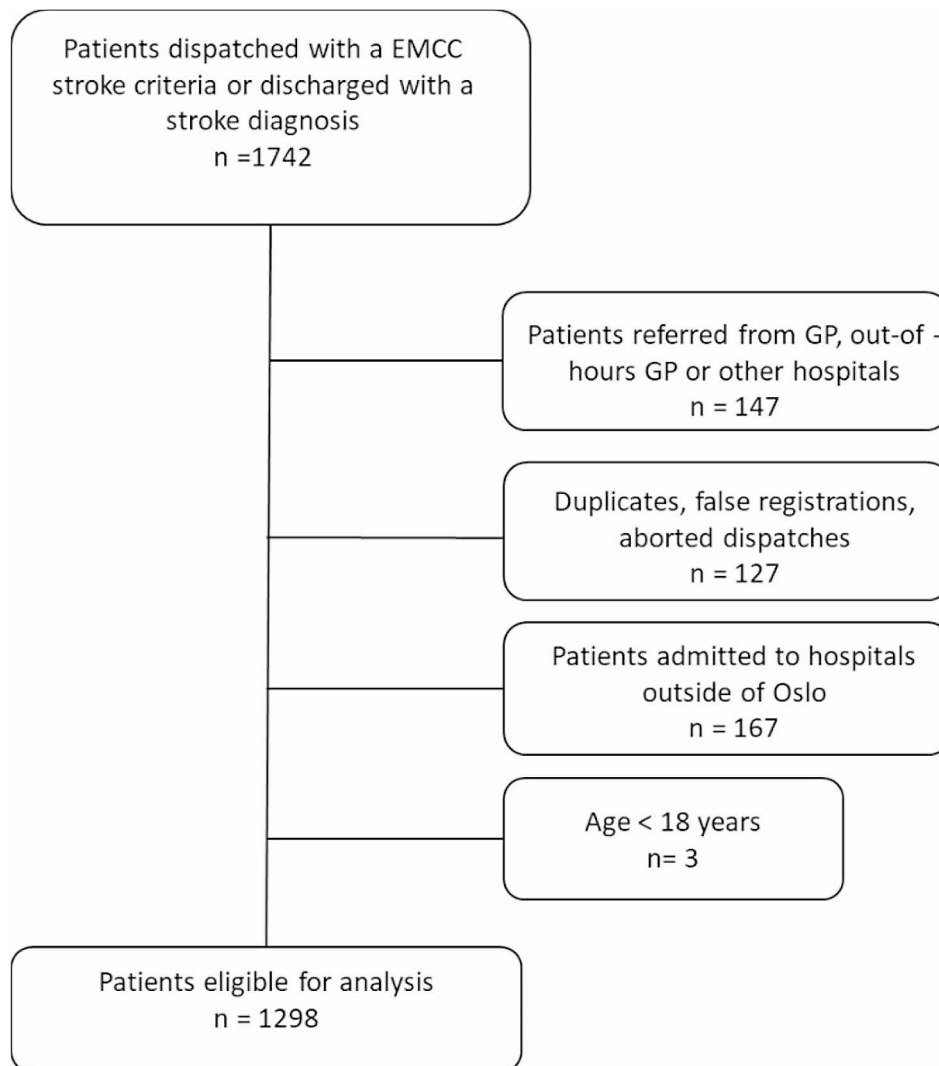 Patients dispatched with a EMCC
stroke criteria or discharged with a
stroke diagnosis
n =1742
Patients referred from GP, out-of -
hours GP or other hospitals
n = 147
Duplicates, false registrations,
aborted dispatches
n = 127
Patients admitted to hospitals
outside of Oslo
n = 167
Age < 18 years
n= 3
Patients eligible for analysis
n = 1298